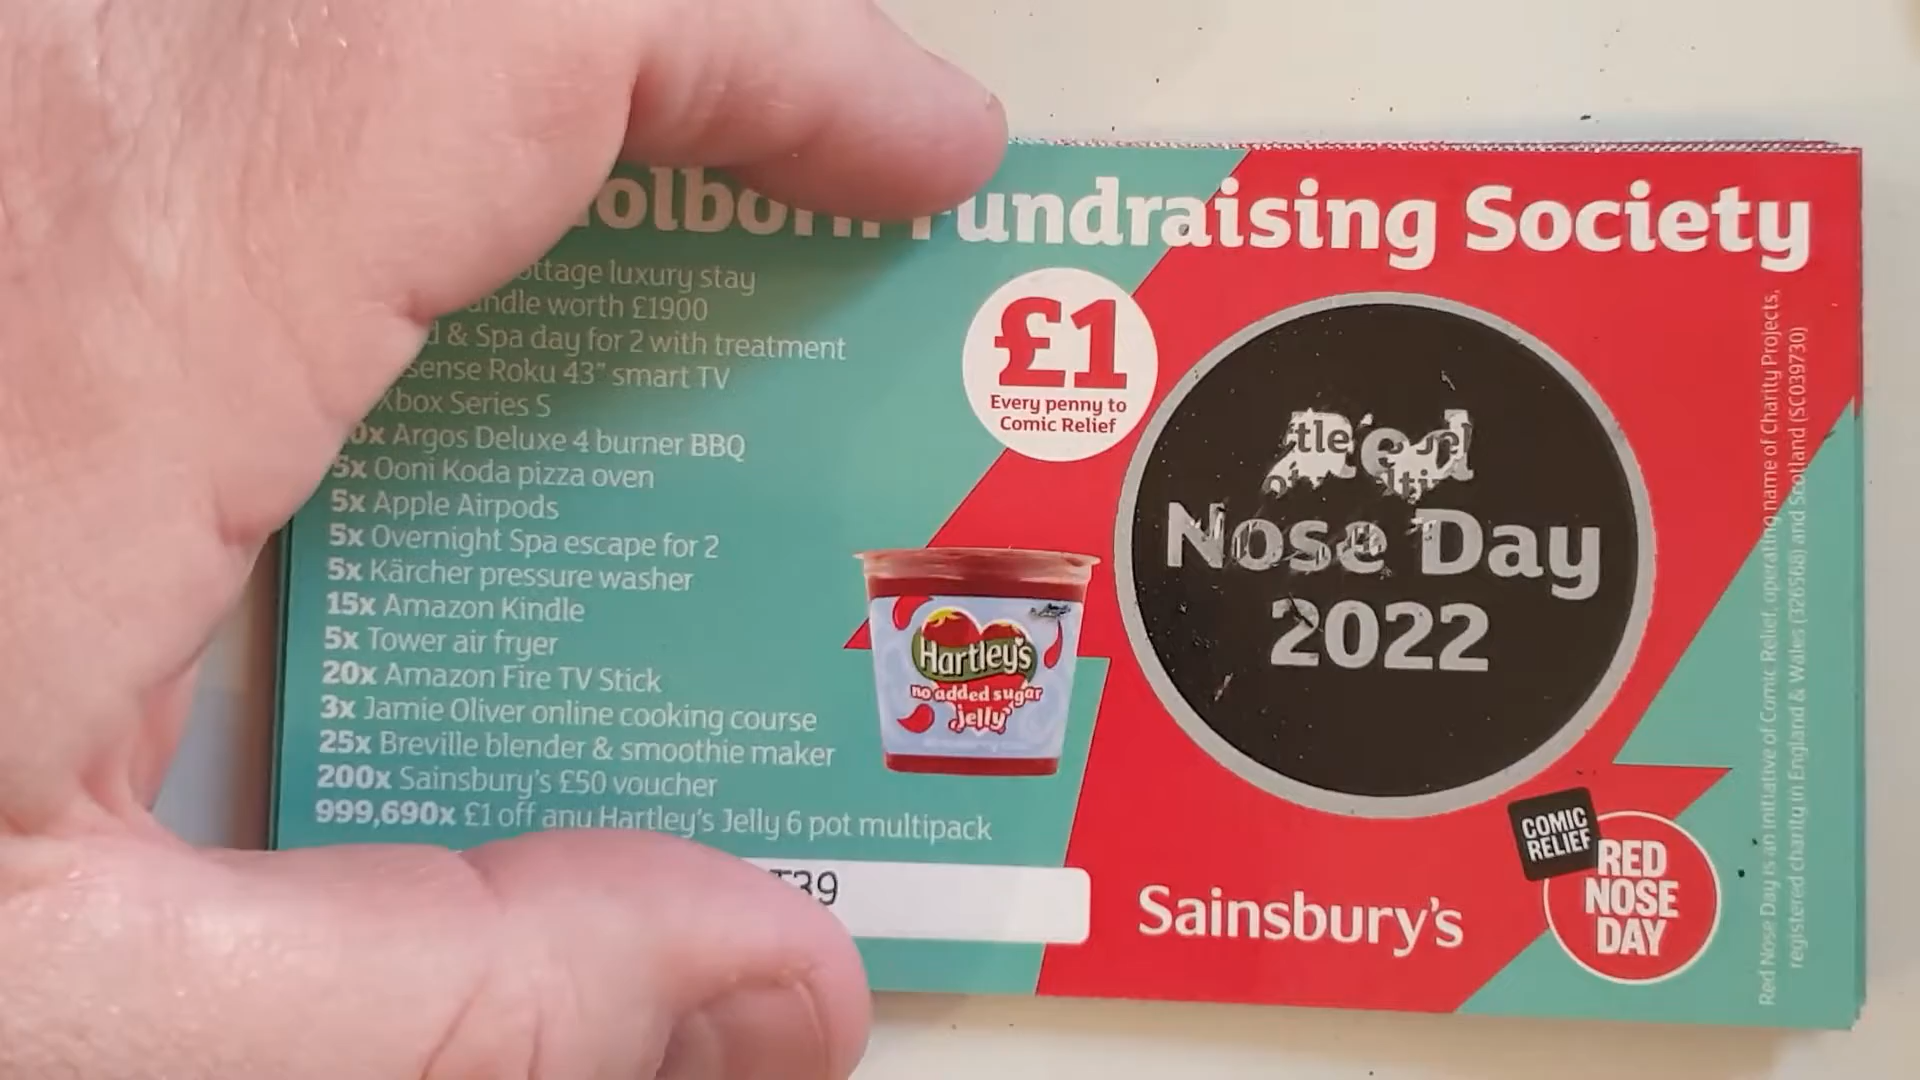 Fundraising Society
ottage luxury stay
andle worth £1900
d & Spa day for 2 with treatment
sense Roku 43" smart TV
Xbox Series S
0x Argos Deluxe 4 burner BBQ
5x Ooni Koda pizza oven
5x Apple Airpods
5x Overnight Spa escape for 2
5x Kärcher pressure washer
15x Amazon Kindle
5x Tower air fryer
20x Amazon Fire TV Stick
3x Jamie Oliver online cooking course
25x Breville blender & smoothie maker
200x Sainsbury's £50 voucher
999,690x £1 off any Hartley's Jelly 6 pot multipack
39
£1
Every penny to
Comic Relief
Hartley's
no added sugar
jelly
Red
Nose Day
2022
Sainsbury's
COMIC
RELIEF
RED
NOSE
DAY
Red Nose Day is an initiative of Comic Relief, operating name of Charity Projects,
registered charity in England & Wales (326568) and Scotland (SC039730)